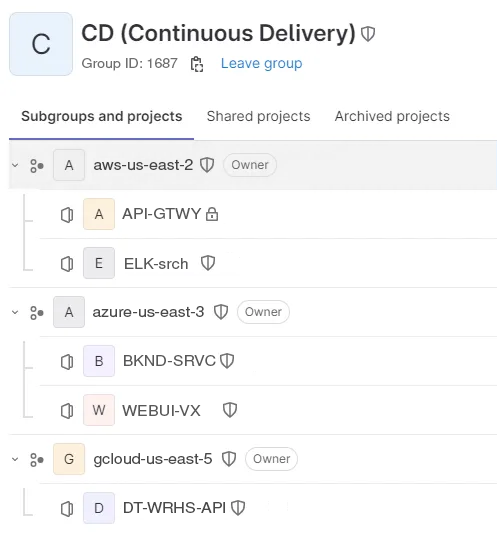 C
CD (Continuous Delivery)
Group ID: 1687 Leave group
Subgroups and projects Shared projects Archived projects
A aws-us-east-2 Owner
A API-GTWY
E ELK-srch
A azure-us-east-3 Owner
B BKND-SRVC
W WEBUI-VX
G gcloud-us-east-5 Owner
D DT-WRHS-API